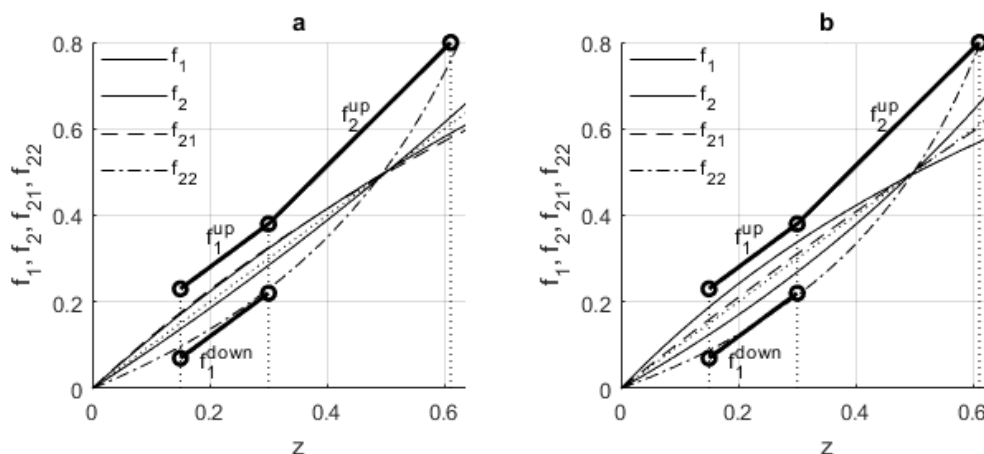 a
0.8
0.6
0.4
0.2
0
f₁
f₂
f₂₁
f₂₂
f₂ᵘᵖ
f₁ᵘᵖ
f₁ᵈᵒʷⁿ
f₁, f₂, f₂₁, f₂₂
0 0.2 0.4 0.6
z
b
0.8
0.6
0.4
0.2
0
f₁
f₂
f₂₁
f₂₂
f₂ᵘᵖ
f₁ᵘᵖ
f₁ᵈᵒʷⁿ
f₁, f₂, f₂₁, f₂₂
0 0.2 0.4 0.6
z